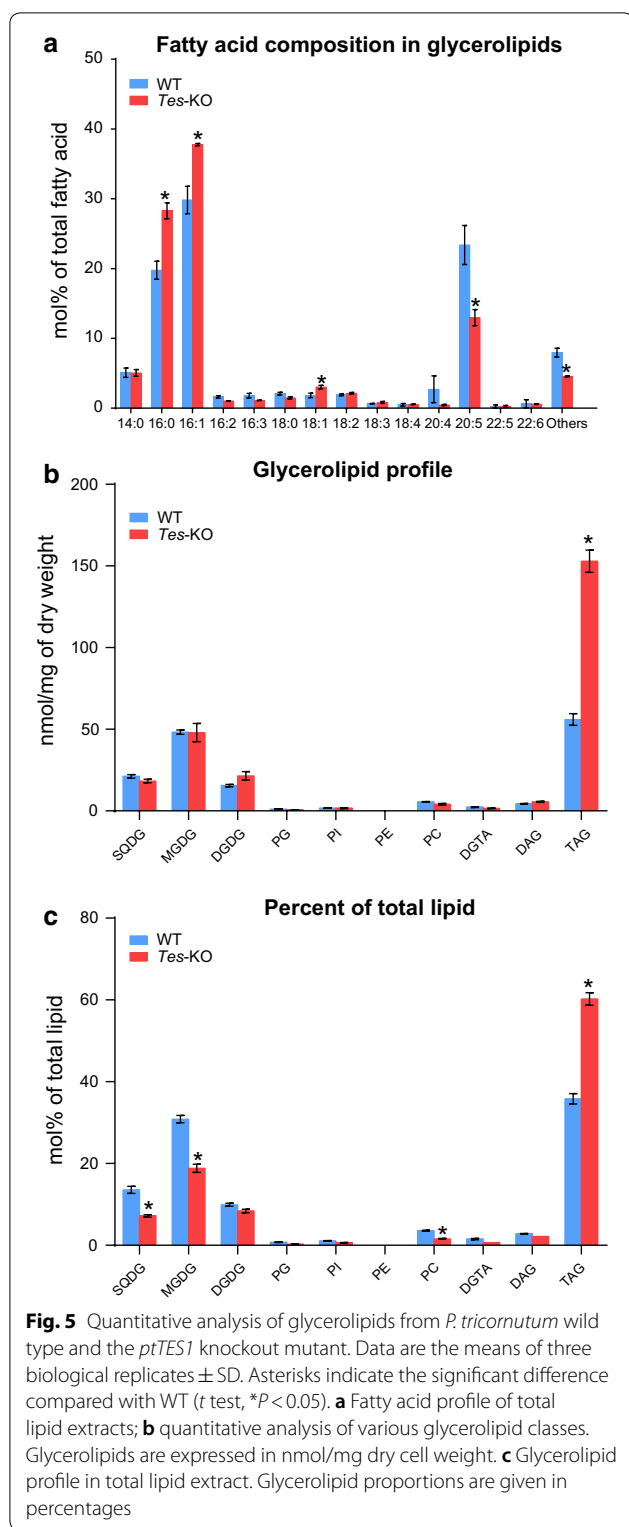 a Fatty acid composition in glycerolipids
50
WT
Tes-KO
40
30
20
10
0
mol% of total fatty acid
* * * * *
14:0 16:0 16:1 16:2 16:3 18:0 18:1 18:2 18:3 18:4 20:4 20:5 22:5 22:6 Others
b Glycerolipid profile
200
WT
Tes-KO
150
100
50
0
nmol/mg of dry weight
*
SQDG MGDG DGDG PG PI PE PC DGTA DAG TAG
c Percent of total lipid
80
WT
Tes-KO
60
40
20
0
mol% of total lipid
* * * *
SQDG MGDG DGDG PG PI PE PC DGTA DAG TAG
Fig. 5 Quantitative analysis of glycerolipids from P. tricornutum wild
type and the ptTES1 knockout mutant. Data are the means of three
biological replicates ± SD. Asterisks indicate the significant difference
compared with WT (t test, *P < 0.05). a Fatty acid profile of total
lipid extracts; b quantitative analysis of various glycerolipid classes.
Glycerolipids are expressed in nmol/mg dry cell weight. c Glycerolipid
profile in total lipid extract. Glycerolipid proportions are given in
percentages